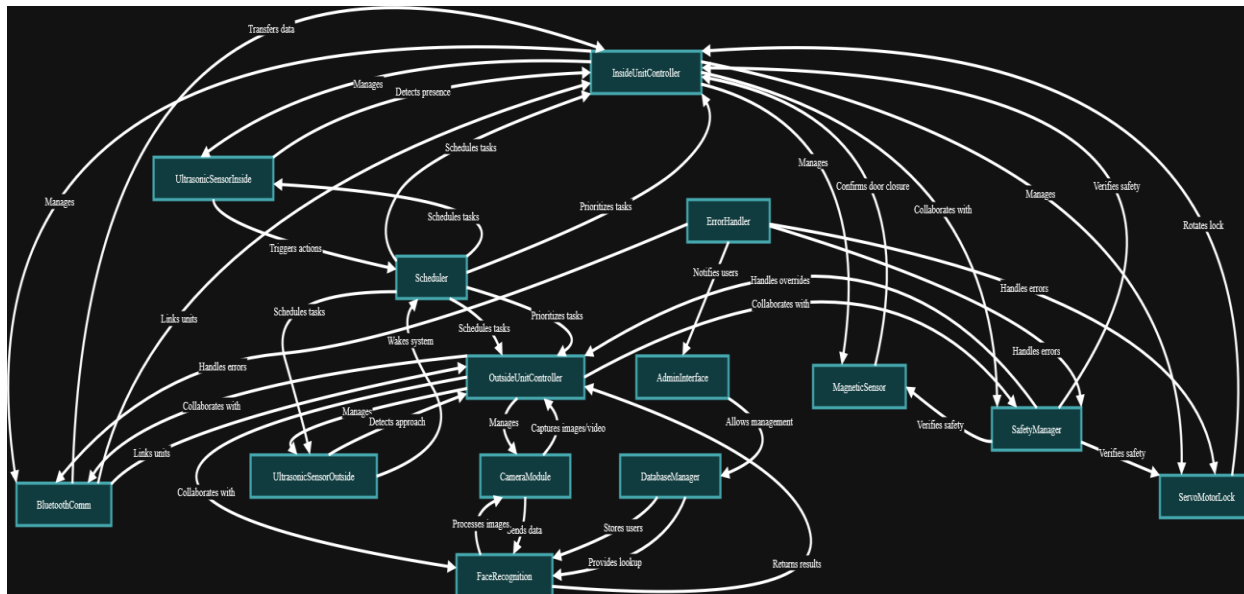 Transfers data
InsideUnitController
Manages
Detects presence
Schedules tasks
Manages
Confirms door closure
Verifies safety
UltrasonicSensorInside
Manages
Prioritizes tasks
Collaborates with
Manages
Schedules tasks
ErrorHandler
Rotates lock
Triggers actions
Scheduler
Notifies users
Handles overrides
Handles errors
Links units
Schedules tasks
Prioritizes tasks
Collaborates with
Schedules tasks
Wakes system
Handles errors
Handles errors
OutsideUnitController
AdminInterface
MagneticSensor
Collaborates with
Manages
Detects approach
Manages
Captures images/video
Allows management
Verifies safety
SafetyManager
Links units
Verifies safety
Collaborates with
UltrasonicSensorOutside
CameraModule
DatabaseManager
ServoMotorLock
BluetoothComm
Processes images
Sends data
Stores users
Provides lookup
Returns results
FaceRecognition